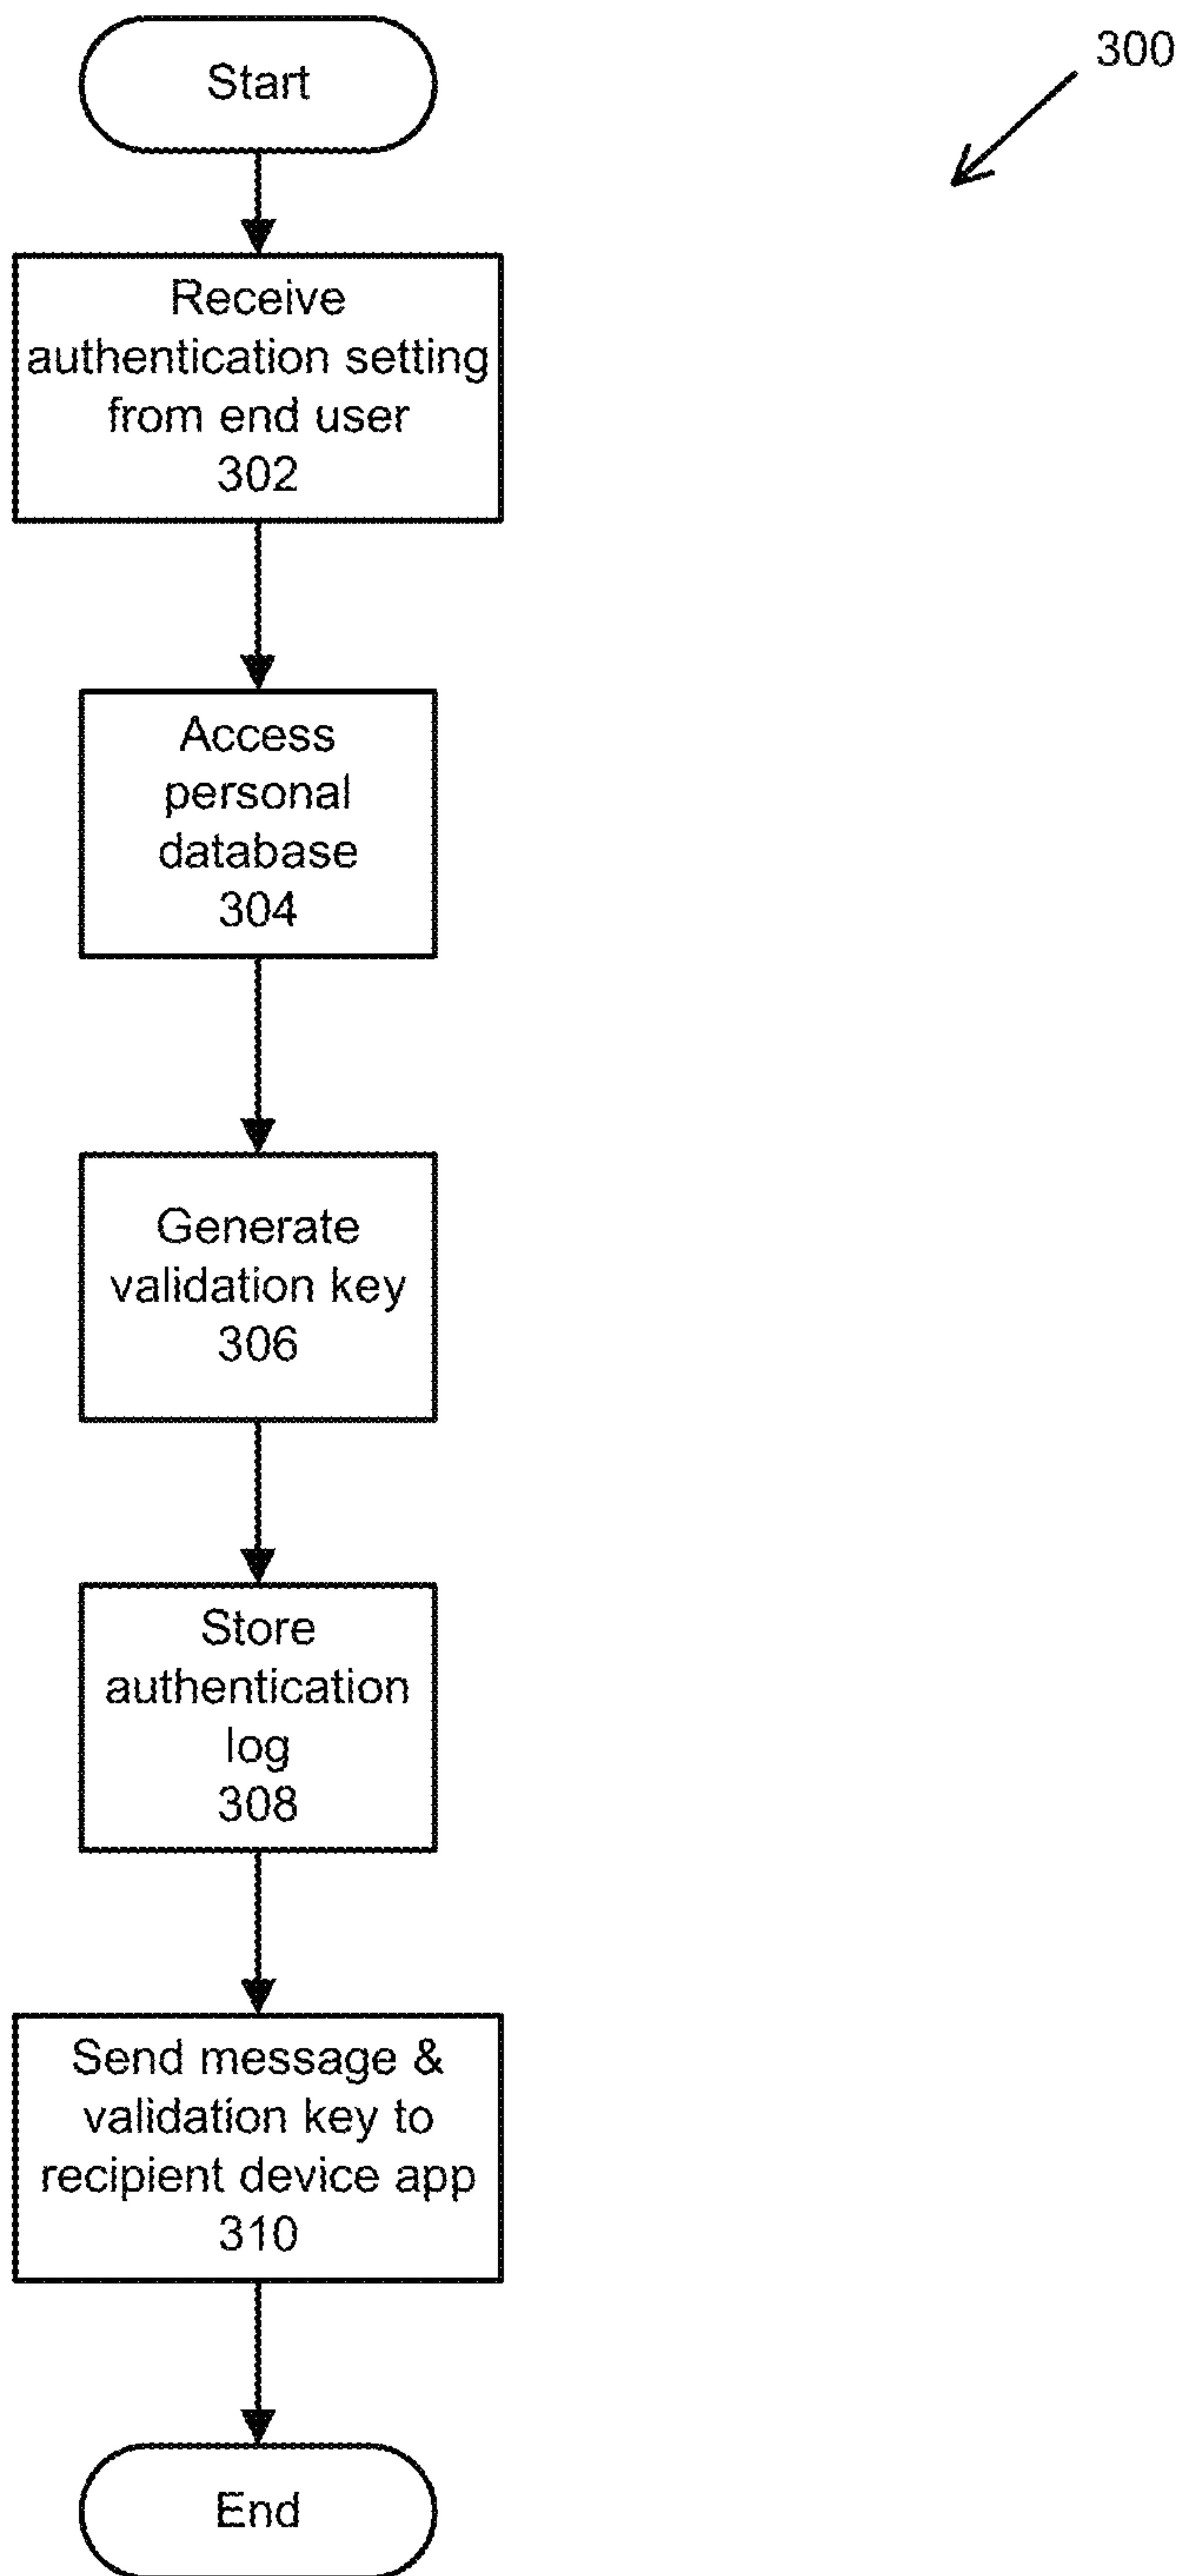 Start
300
Receive
authentication setting
from end user
302
Access
personal
database
304
Generate
validation key
306
Store
authentication
log
308
Send message &
validation key to
recipient device app
310
End